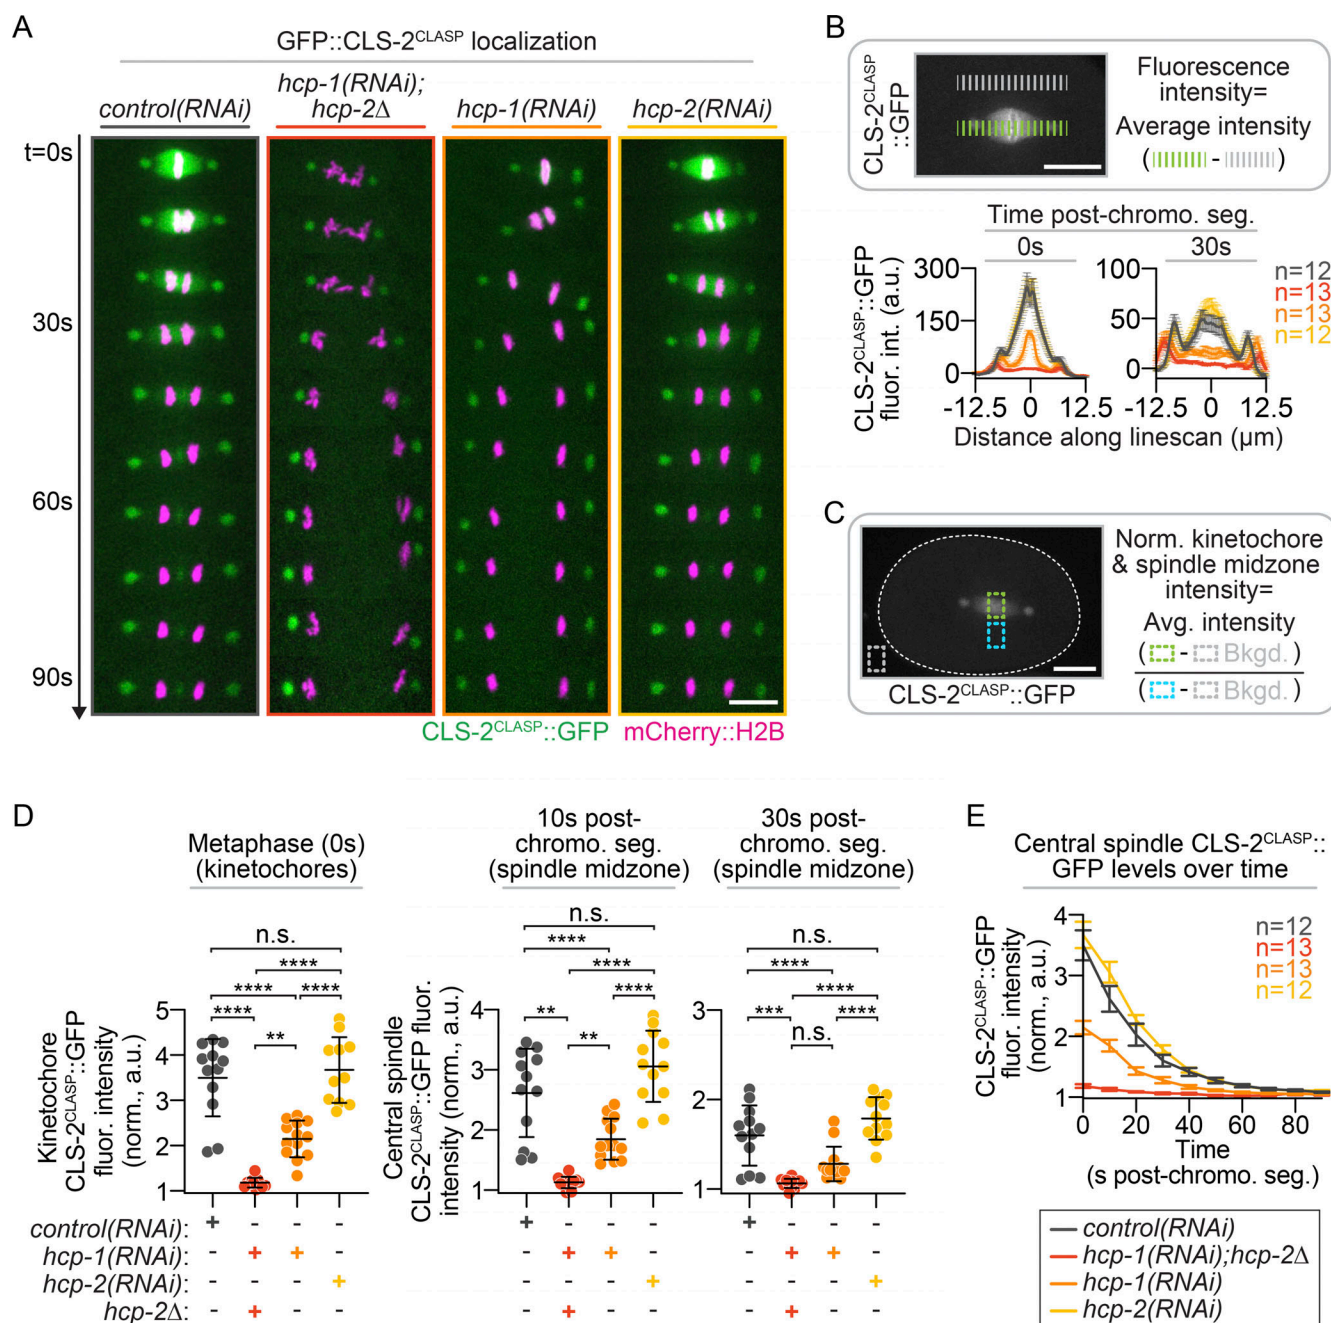 A
GFP::CLS-2CLASP localization
control(RNAi)
hcp-1(RNAi);
hcp-2Δ
hcp-1(RNAi)
hcp-2(RNAi)
t=0s
30s
60s
90s
CLS-2CLASP::GFP mCherry::H2B
B
CLS-2CLASP
::GFP
Fluorescence
intensity=
Average intensity
( - )
Time post-chromo. seg.
0s
30s
CLS-2CLASP::GFP
fluor. int. (a.u.)
300
150
0
100
50
0
-12.5 0 12.5
-12.5 0 12.5
Distance along linescan (µm)
n=12
n=13
n=13
n=12
C
CLS-2CLASP::GFP
Norm. kinetochore
& spindle midzone
intensity=
Avg. intensity
( - Bkgd.)
( - Bkgd.)
D
Metaphase (0s)
(kinetochores)
Kinetochore
CLS-2CLASP::GFP
fluor. intensity
(norm., a.u.)
5
4
3
2
1
n.s.
****
****
****
****
**
10s post-
chromo. seg.
(spindle midzone)
Central spindle
CLS-2CLASP::GFP fluor.
intensity (norm., a.u.)
4
3
2
1
n.s.
****
****
**
****
**
30s post-
chromo. seg.
(spindle midzone)
3
2
1
n.s.
****
****
***
****
n.s.
control(RNAi): + - - - + - - - + - - -
hcp-1(RNAi): - + + - - + + - - + + -
hcp-2(RNAi): - - - + - - - + - - - +
hcp-2Δ: - + - - - + - - - + - -
E
Central spindle CLS-2CLASP::
GFP levels over time
CLS-2CLASP::GFP
fluor. intensity
(norm., a.u.)
4
3
2
1
n=12
n=13
n=13
n=12
0 20 40 60 80
Time
(s post-chromo. seg.)
control(RNAi)
hcp-1(RNAi);hcp-2Δ
hcp-1(RNAi)
hcp-2(RNAi)